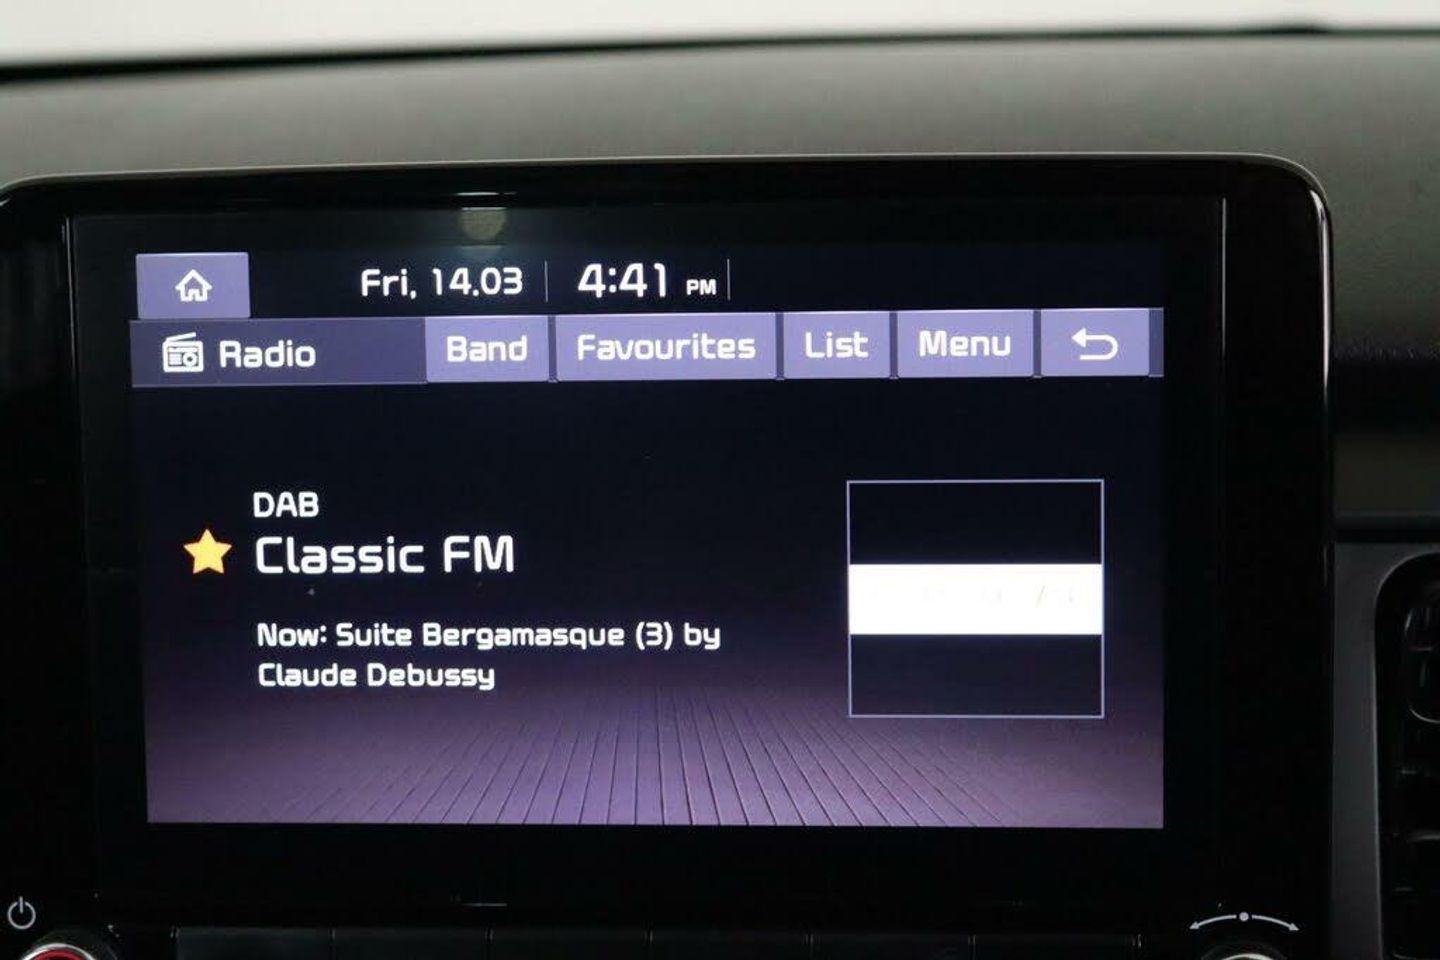 Fri, 14.03 4:41 PM
Radio Band Favourites List Menu
DAB
Classic FM
Now: Suite Bergamasque (3) by
Claude Debussy